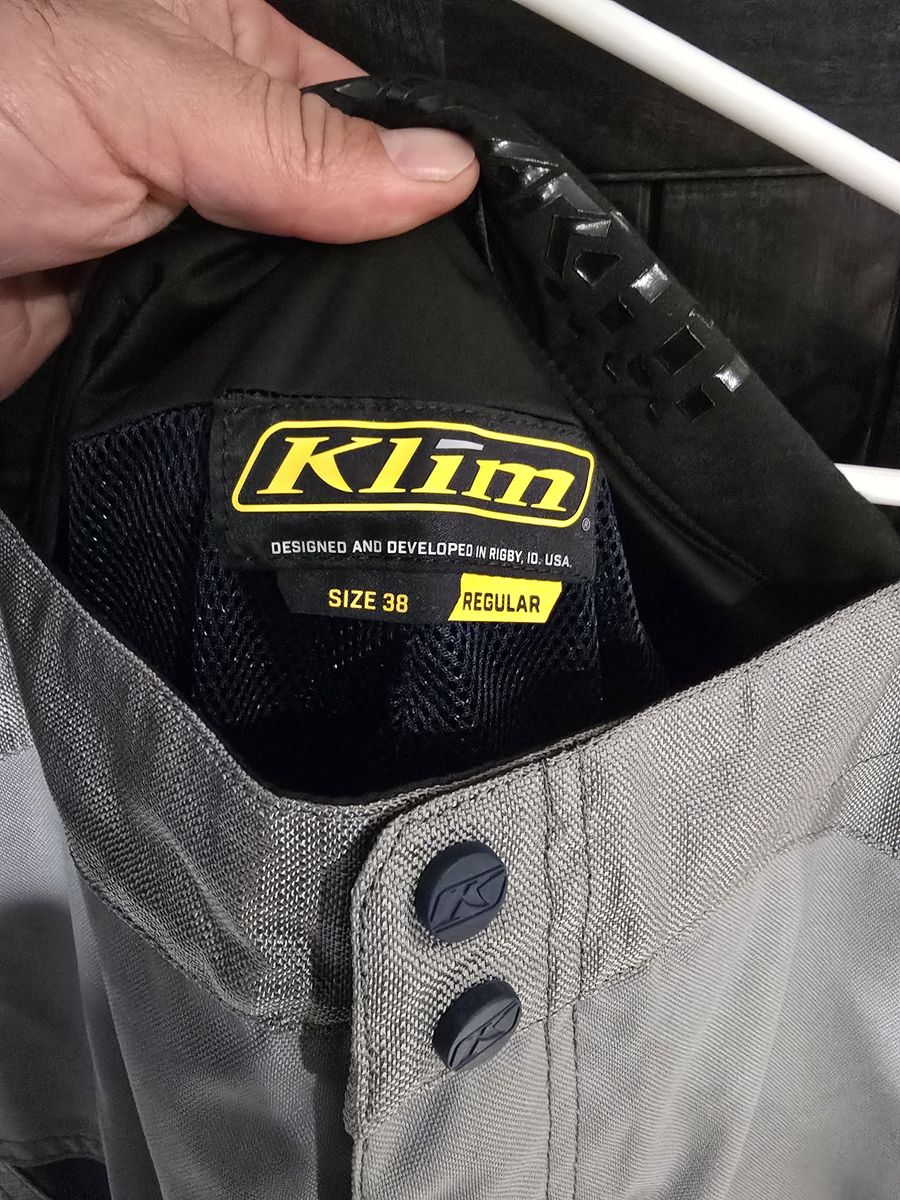 Klim
®
DESIGNED AND DEVELOPED IN RIGBY, ID. USA.
SIZE 38
REGULAR
K
K